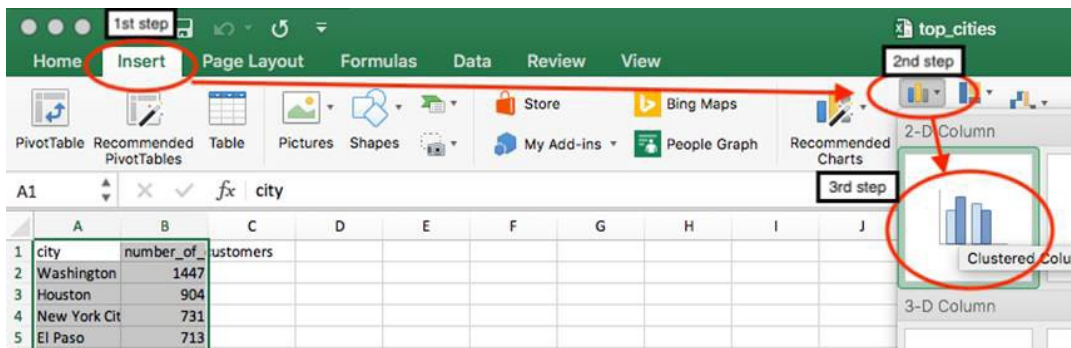 1st step
top_cities
Home Insert Page Layout Formulas Data Review View
2nd step
Store Bing Maps
PivotTable Recommended PivotTables Table Pictures Shapes My Add-ins People Graph Recommended Charts
2-D Column
3rd step
A1 fx city
Clustered Colu
3-D Column
A B C D E F G H I J
1 city number_of_customers
2 Washington 1447
3 Houston 904
4 New York Cit 731
5 El Paso 713